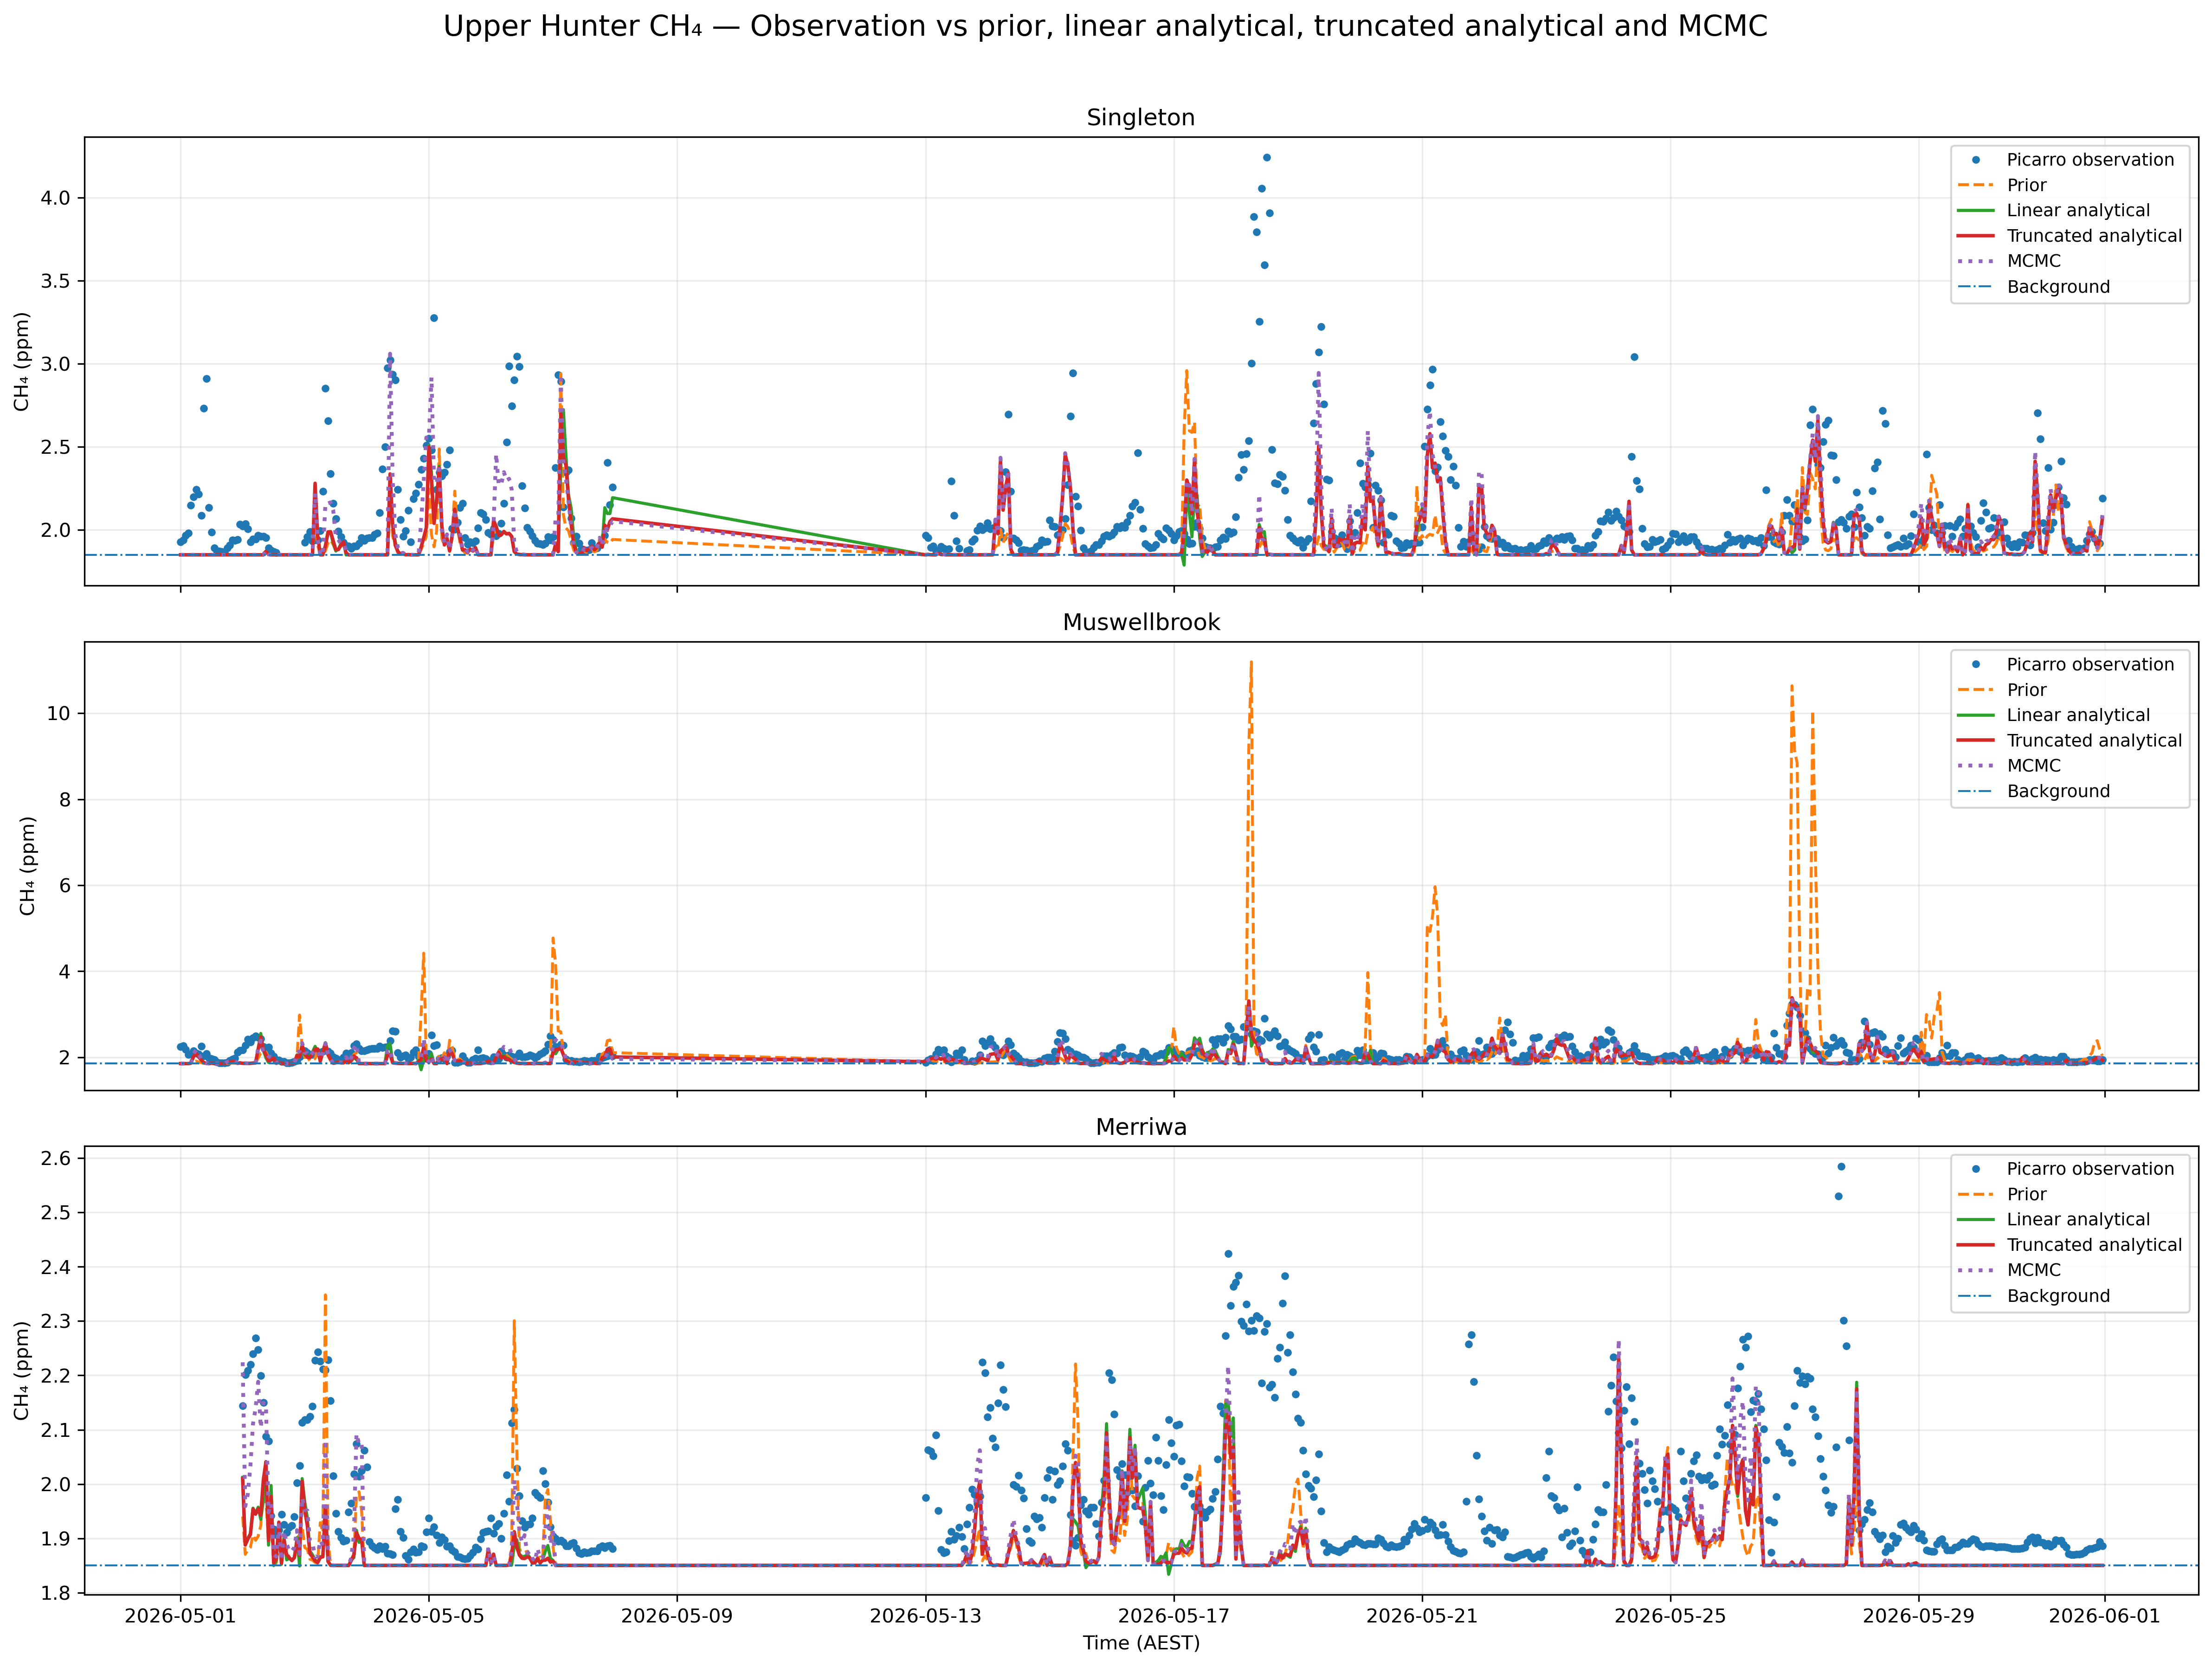 Upper Hunter CH₄ — Observation vs prior, linear analytical, truncated analytical and MCMC
Singleton
CH₄ (ppm)
4.0
3.5
3.0
2.5
2.0
Picarro observation
Prior
Linear analytical
Truncated analytical
MCMC
Background
Muswellbrook
CH₄ (ppm)
10
8
6
4
2
Picarro observation
Prior
Linear analytical
Truncated analytical
MCMC
Background
Merriwa
CH₄ (ppm)
2.6
2.5
2.4
2.3
2.2
2.1
2.0
1.9
1.8
Picarro observation
Prior
Linear analytical
Truncated analytical
MCMC
Background
2026-05-01 2026-05-05 2026-05-09 2026-05-13 2026-05-17 2026-05-21 2026-05-25 2026-05-29 2026-06-01
Time (AEST)